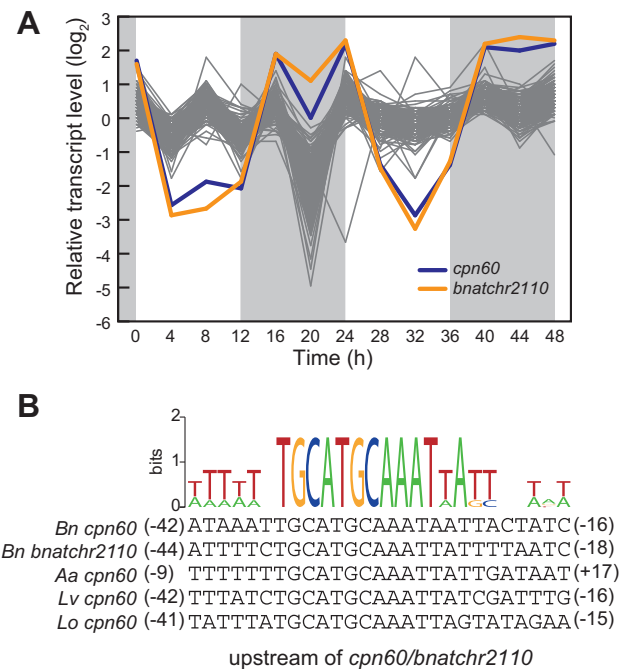 A
Relative transcript level (log2)
3
2
1
0
-1
-2
-3
-4
-5
-6
0 4 8 12 16 20 24 28 32 36 40 44 48
Time (h)
cpn60
bnatchr2110
B
2
1
0
bits
TGCATGCAAAT
Bn cpn60 (-42) ATAAATTGCATGCAAATAATTACTATC (-16)
Bn bnatchr2110 (-44) ATTTTCTGCATGCAAATTATTTTAATC (-18)
Aa cpn60 (-9) TTTTTTTGCATGCAAATTATTGATAAT (+17)
Lv cpn60 (-42) TTTATCTGCATGCAAATTATCGATTTG (-16)
Lo cpn60 (-41) TATTTATGCATGCAAATTAGTATAGAA (-15)
upstream of cpn60/bnatchr2110